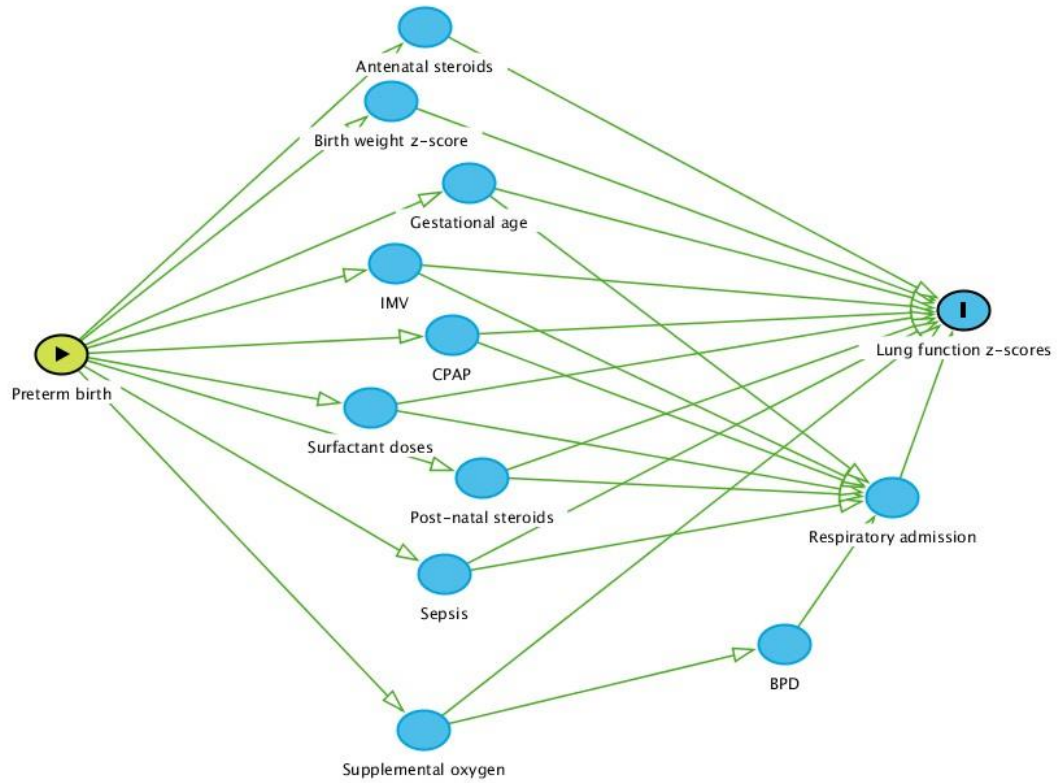 Antenatal steroids
Birth weight z-score
Gestational age
IMV
Lung function z-scores
CPAP
Preterm birth
Surfactant doses
Post-natal steroids
Respiratory admission
Sepsis
BPD
Supplemental oxygen